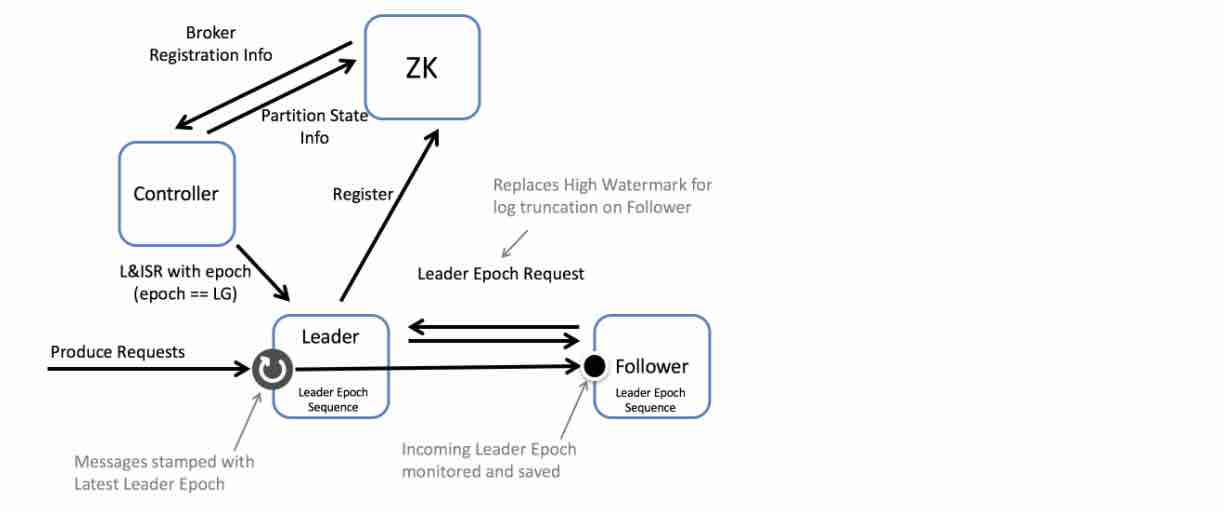 Broker
Registration Info
ZK
Partition State
Info
Controller
Register
Replaces High Watermark for
log truncation on Follower
L&ISR with epoch
(epoch == LG)
Leader Epoch Request
Produce Requests
Leader
Leader Epoch
Sequence
Follower
Leader Epoch
Sequence
Messages stamped with
Latest Leader Epoch
Incoming Leader Epoch
monitored and saved